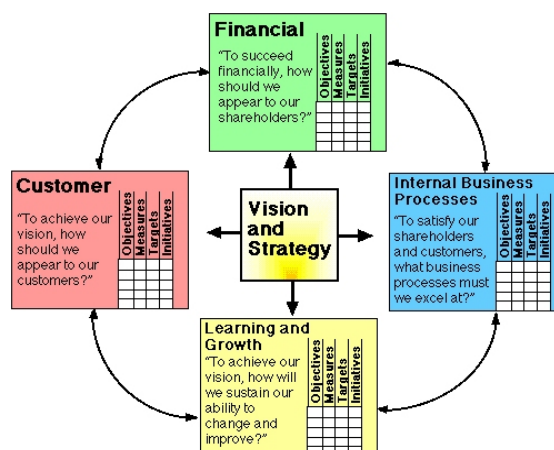 Financial
"To succeed
financially, how
should we
appear to our
shareholders?"
Objectives
Measures
Targets
Initiatives
Customer
"To achieve our
vision, how
should we
appear to our
customers?"
Objectives
Measures
Targets
Initiatives
Vision
and
Strategy
Internal Business
Processes
"To satisfy our
shareholders
and customers,
what business
processes must
we excel at?"
Objectives
Measures
Targets
Initiatives
Learning and
Growth
"To achieve our
vision, how will
we sustain our
ability to
change and
improve?"
Objectives
Measures
Targets
Initiatives